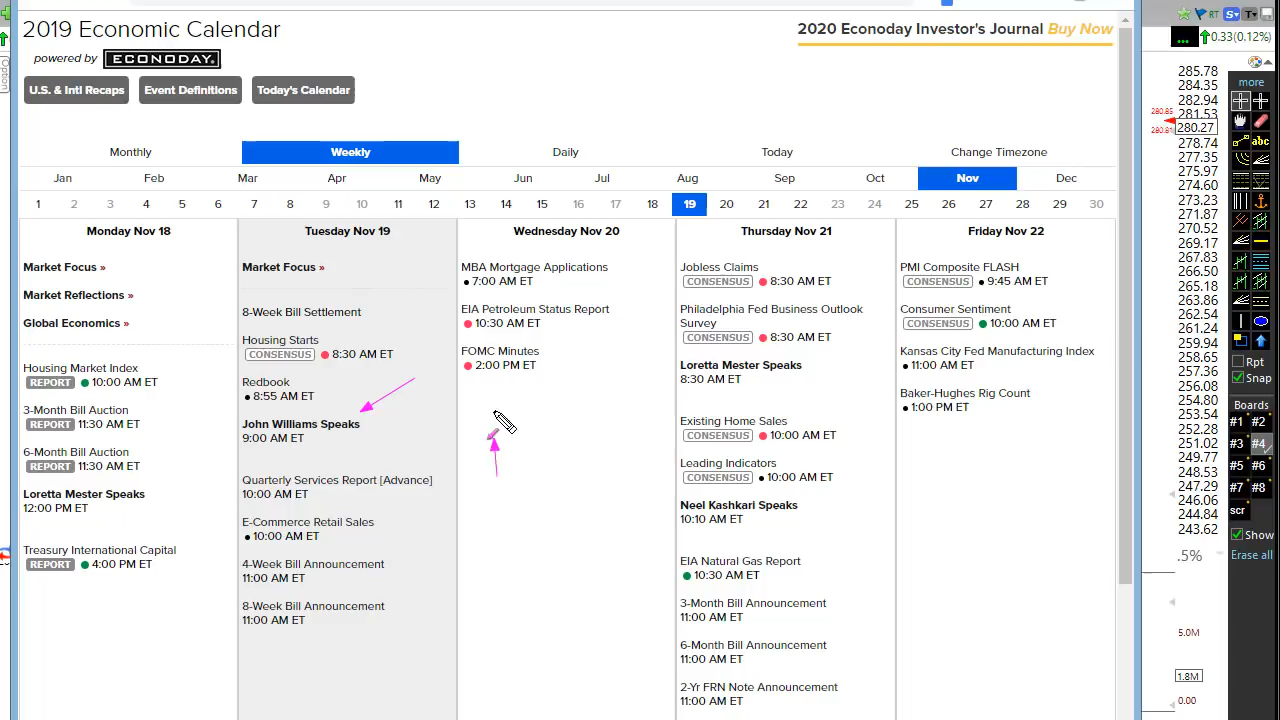 2019 Economic Calendar
powered by ECONODAY.
2020 Econoday Investor's Journal Buy Now
U.S. & Intl Recaps
Event Definitions
Today's Calendar
Monthly
Weekly
Daily
Today
Change Timezone
Jan Feb Mar Apr May Jun Jul Aug Sep Oct Nov Dec
1 2 3 4 5 6 7 8 9 10 11 12 13 14 15 16 17 18 19 20 21 22 23 24 25 26 27 28 29 30
Monday Nov 18
Market Focus »
Market Reflections »
Global Economics »
Housing Market Index
REPORT 10:00 AM ET
3-Month Bill Auction
REPORT 11:30 AM ET
6-Month Bill Auction
REPORT 11:30 AM ET
Loretta Mester Speaks
12:00 PM ET
Treasury International Capital
REPORT 4:00 PM ET
Tuesday Nov 19
Market Focus »
8-Week Bill Settlement
Housing Starts
CONSENSUS 8:30 AM ET
Redbook
8:55 AM ET
John Williams Speaks
9:00 AM ET
Quarterly Services Report [Advance]
10:00 AM ET
E-Commerce Retail Sales
10:00 AM ET
4-Week Bill Announcement
11:00 AM ET
8-Week Bill Announcement
11:00 AM ET
Wednesday Nov 20
MBA Mortgage Applications
7:00 AM ET
EIA Petroleum Status Report
10:30 AM ET
FOMC Minutes
2:00 PM ET
Thursday Nov 21
Jobless Claims
CONSENSUS 8:30 AM ET
Philadelphia Fed Business Outlook
Survey
CONSENSUS 8:30 AM ET
Loretta Mester Speaks
8:30 AM ET
Existing Home Sales
CONSENSUS 10:00 AM ET
Leading Indicators
CONSENSUS 10:00 AM ET
Neel Kashkari Speaks
10:10 AM ET
EIA Natural Gas Report
10:30 AM ET
3-Month Bill Announcement
11:00 AM ET
6-Month Bill Announcement
11:00 AM ET
2-Yr FRN Note Announcement
11:00 AM ET
Friday Nov 22
PMI Composite FLASH
CONSENSUS 9:45 AM ET
Consumer Sentiment
CONSENSUS 10:00 AM ET
Kansas City Fed Manufacturing Index
11:00 AM ET
Baker-Hughes Rig Count
1:00 PM ET
Option
RT S T
... 0.33(0.12%)
285.78
284.35
282.94
280.85
281.53
280.27
280.81
278.74
277.35
275.97
274.60
273.23
271.87
270.52
269.17
267.83
266.50
265.18
263.86
262.54
261.24
259.94
258.65
257.36
256.08
254.80
253.54
252.28
251.02
249.77
248.53
247.29
246.06
244.84
243.62
.5%
5.0M
1.8M
0.00
more
abc
Rpt
Snap
Boards
#1 #2
#3 #4
#5 #6
#7 #8
scr
Show
Erase all